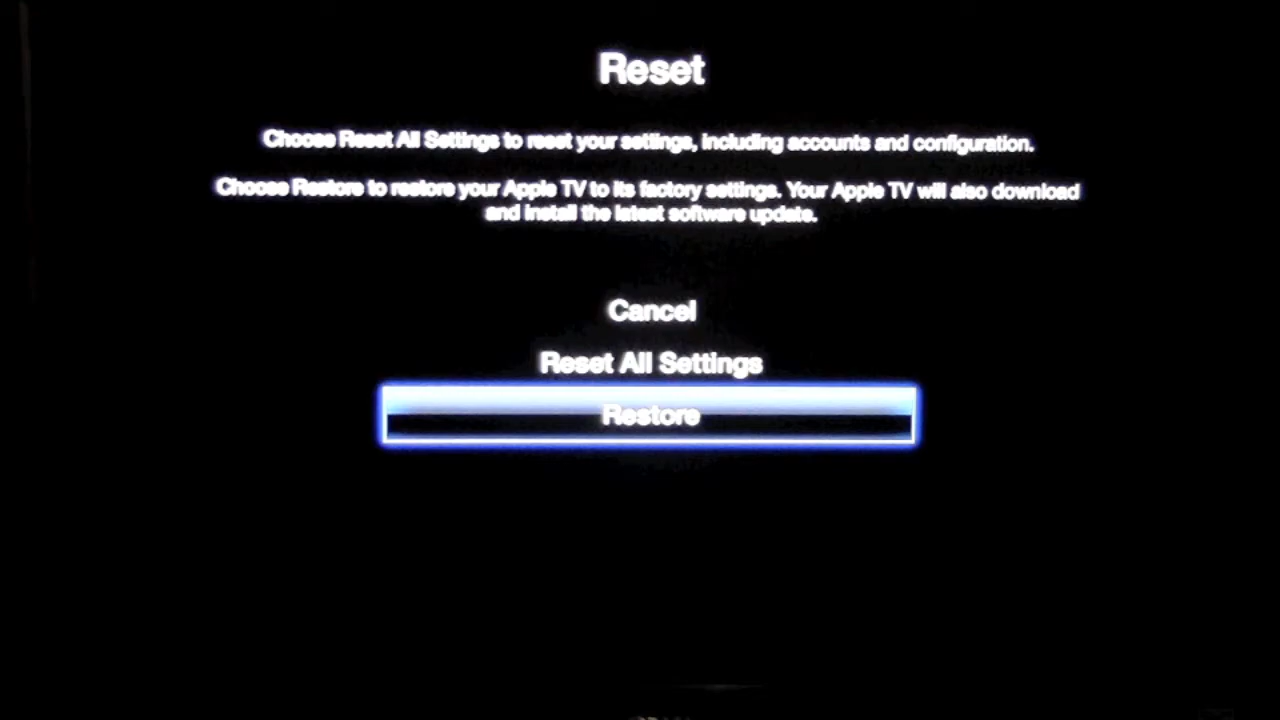 Reset
Choose Reset All Settings to reset your settings, including accounts and configuration.
Choose Restore to restore your Apple TV to its factory settings. Your Apple TV will also download
and install the latest software update.
Cancel
Reset All Settings
Restore